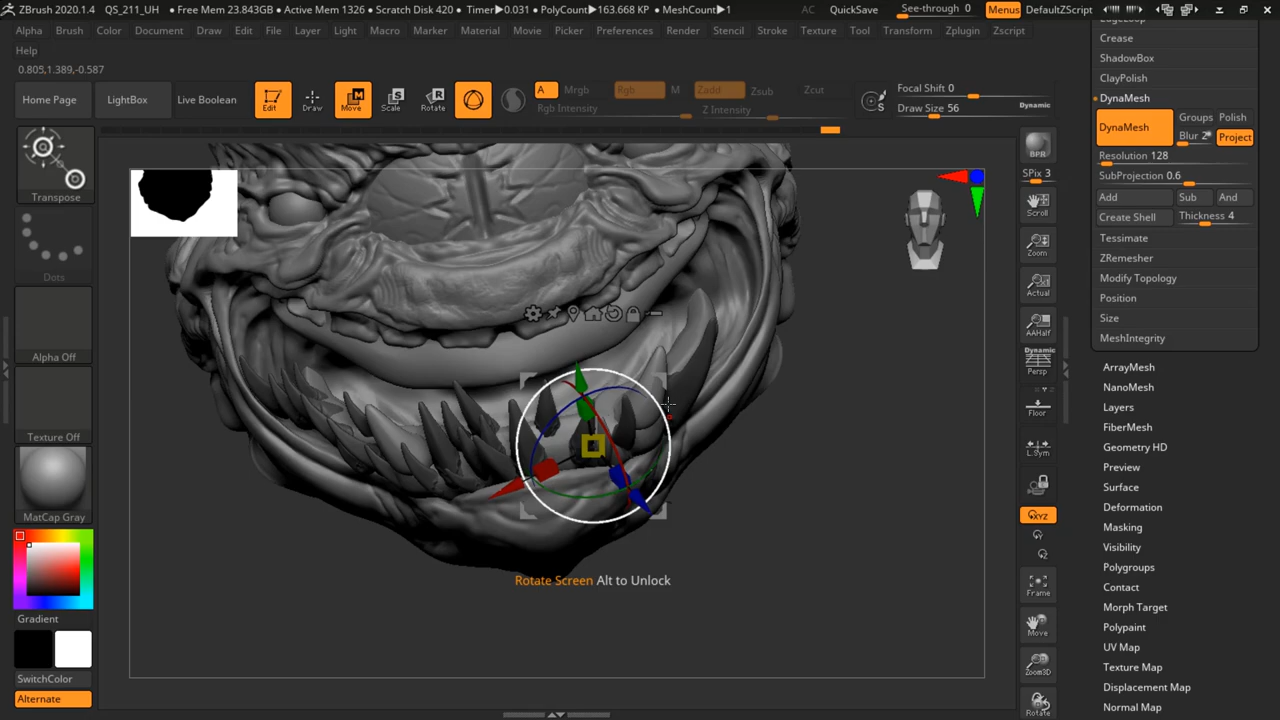 ZBrush 2020.1.4 QS_211_UH ● Free Mem 23.843GB ● Active Mem 1326 ● Scratch Disk 420 ● Timer▶0.031 ● PolyCount▶163.668 KP ● MeshCount▶1 AC QuickSave See-through 0 Menus DefaultZScript
Alpha Brush Color Document Draw Edit File Layer Light Macro Marker Material Movie Picker Preferences Render Stencil Stroke Texture Tool Transform Zplugin Zscript
Help
0.805,1.389,-0.587
Home Page LightBox Live Boolean Edit Draw Move Scale Rotate A Mrgb Rgb M Zadd Zsub Zcut Focal Shift 0
Rgb Intensity Z Intensity S Draw Size 56 Dynamic
Transpose
Dots
Alpha Off
Texture Off
MatCap Gray
Gradient
SwitchColor
Alternate
Rotate Screen Alt to Unlock
BPR
SPix 3
Scroll
Zoom
Actual
AAHalf
Dynamic
Persp
Floor
L.Sym
XYZ
Y
Z
Frame
Move
Zoom3D
Rotate
EdgeLoop
Crease
ShadowBox
ClayPolish
DynaMesh
DynaMesh Groups Polish
Blur 2 Project
Resolution 128
SubProjection 0.6
Add Sub And
Create Shell Thickness 4
Tessimate
ZRemesher
Modify Topology
Position
Size
MeshIntegrity
ArrayMesh
NanoMesh
Layers
FiberMesh
Geometry HD
Preview
Surface
Deformation
Masking
Visibility
Polygroups
Contact
Morph Target
Polypaint
UV Map
Texture Map
Displacement Map
Normal Map